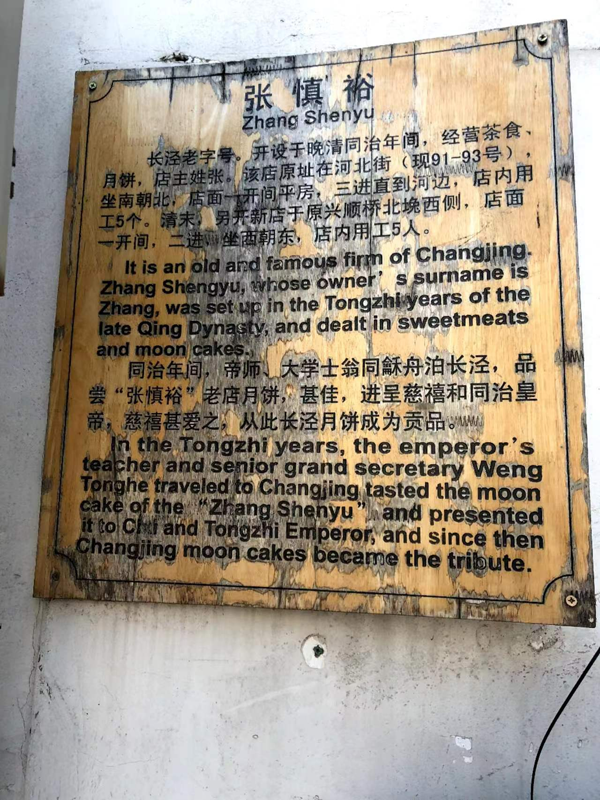 张慎裕
Zhang Shenyu
长泾老字号。开设于晚清同治年间，经营茶食、
月饼，店主姓张。该店原址在河北街（现91-93号），
坐南朝北，店面一开间平房，三进直到河边，店内用
工5个。清末，另开新店于原兴顺桥北堍西侧，店面
一开间，二进，坐西朝东，店内用工5人。
It is an old and famous firm of Changjing.
Zhang Shengyu, whose owner’s surname is
Zhang, was set up in the Tongzhi years of the
late Qing Dynasty, and dealt in sweetmeats
and moon cakes.
同治年间，帝师、大学士翁同龢舟泊长泾，品
尝“张慎裕”老店月饼，甚佳，进呈慈禧和同治皇
帝，慈禧甚爱之，从此长泾月饼成为贡品。
In the Tongzhi years, the emperor’s
teacher and senior grand secretary Weng
Tonghe traveled to Changjing tasted the moon
cake of the “Zhang Shenyu” and presented
it to Chi and Tongzhi Emperor, and since then
Changjing moon cakes became the tribute.